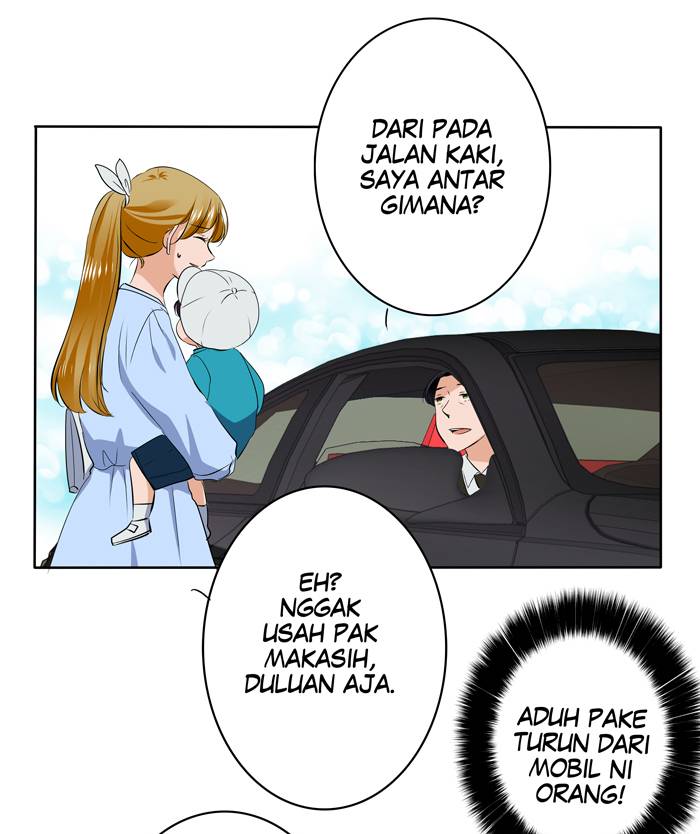 DARI PADA
JALAN KAKI,
SAYA ANTAR
GIMANA?
EH?
NGGAK
USAH PAK
MAKASIH,
DULUAN AJA.
ADUH PAKE
TURUN DARI
MOBIL NI
ORANG!